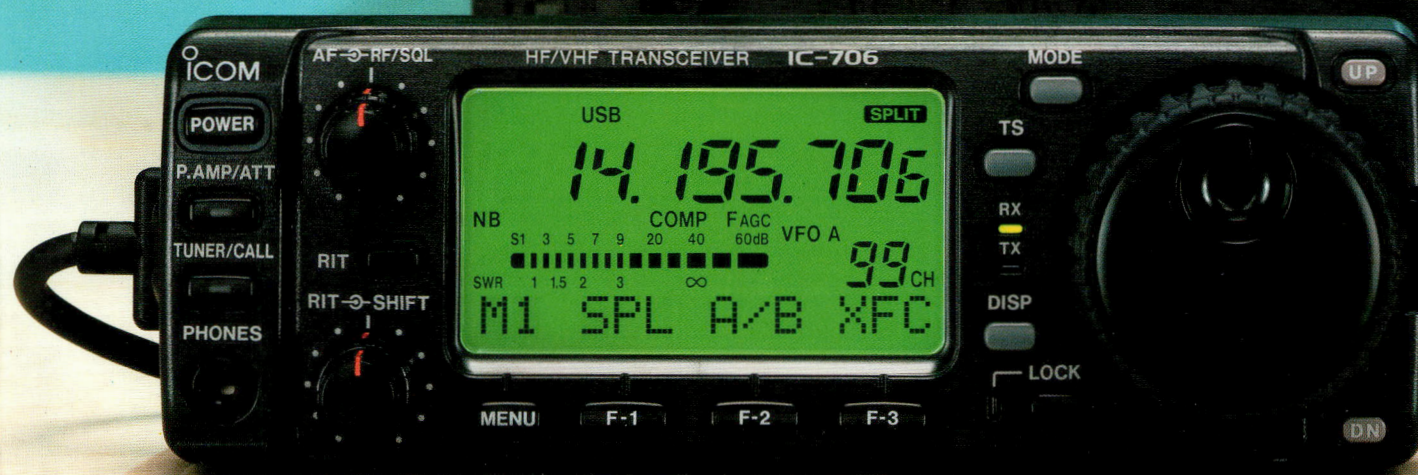 ICOM
AF RF/SQL
HF/VHF TRANSCEIVER IC-706
MODE
UP
POWER
P.AMP/ATT
TUNER/CALL
PHONES
RIT
RIT SHIFT
USB SPLIT
14.195.706
NB COMP FAGC
S1 3 5 7 9 20 40 60dB
VFO A
99 CH
SWR 1 1.5 2 3 ∞
M1 SPL A/B XFC
MENU F-1 F-2 F-3
TS
RX
TX
DISP
LOCK
DN